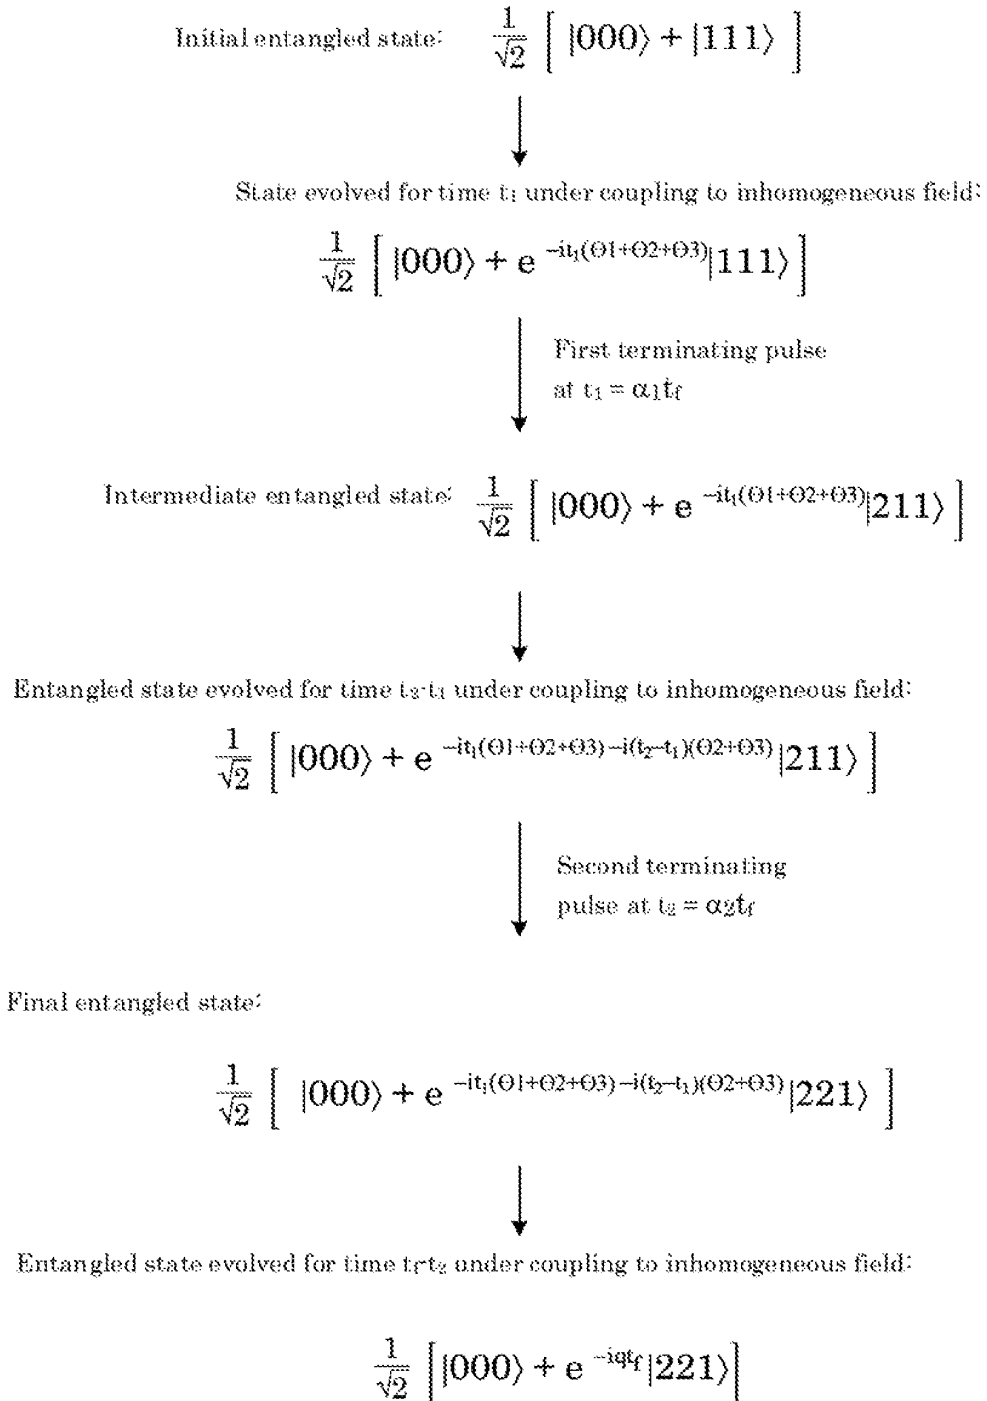 Initial entangled state: 1/√2 [ |000⟩ + |111⟩ ]
State evolved for time t₁ under coupling to inhomogeneous field:
1/√2 [ |000⟩ + e^{-it₁(Θ1+Θ2+Θ3)}|111⟩ ]
First terminating pulse
at t₁ = α₁t_f
Intermediate entangled state: 1/√2 [ |000⟩ + e^{-it₁(Θ1+Θ2+Θ3)}|211⟩ ]
Entangled state evolved for time t₂-t₁ under coupling to inhomogeneous field:
1/√2 [ |000⟩ + e^{-it₁(Θ1+Θ2+Θ3)-i(t₂-t₁)(Θ2+Θ3)}|211⟩ ]
Second terminating
pulse at t₂ = α₂t_f
Final entangled state:
1/√2 [ |000⟩ + e^{-it₁(Θ1+Θ2+Θ3)-i(t₂-t₁)(Θ2+Θ3)}|221⟩ ]
Entangled state evolved for time t_f-t₂ under coupling to inhomogeneous field:
1/√2 [ |000⟩ + e^{-iqt_f}|221⟩ ]